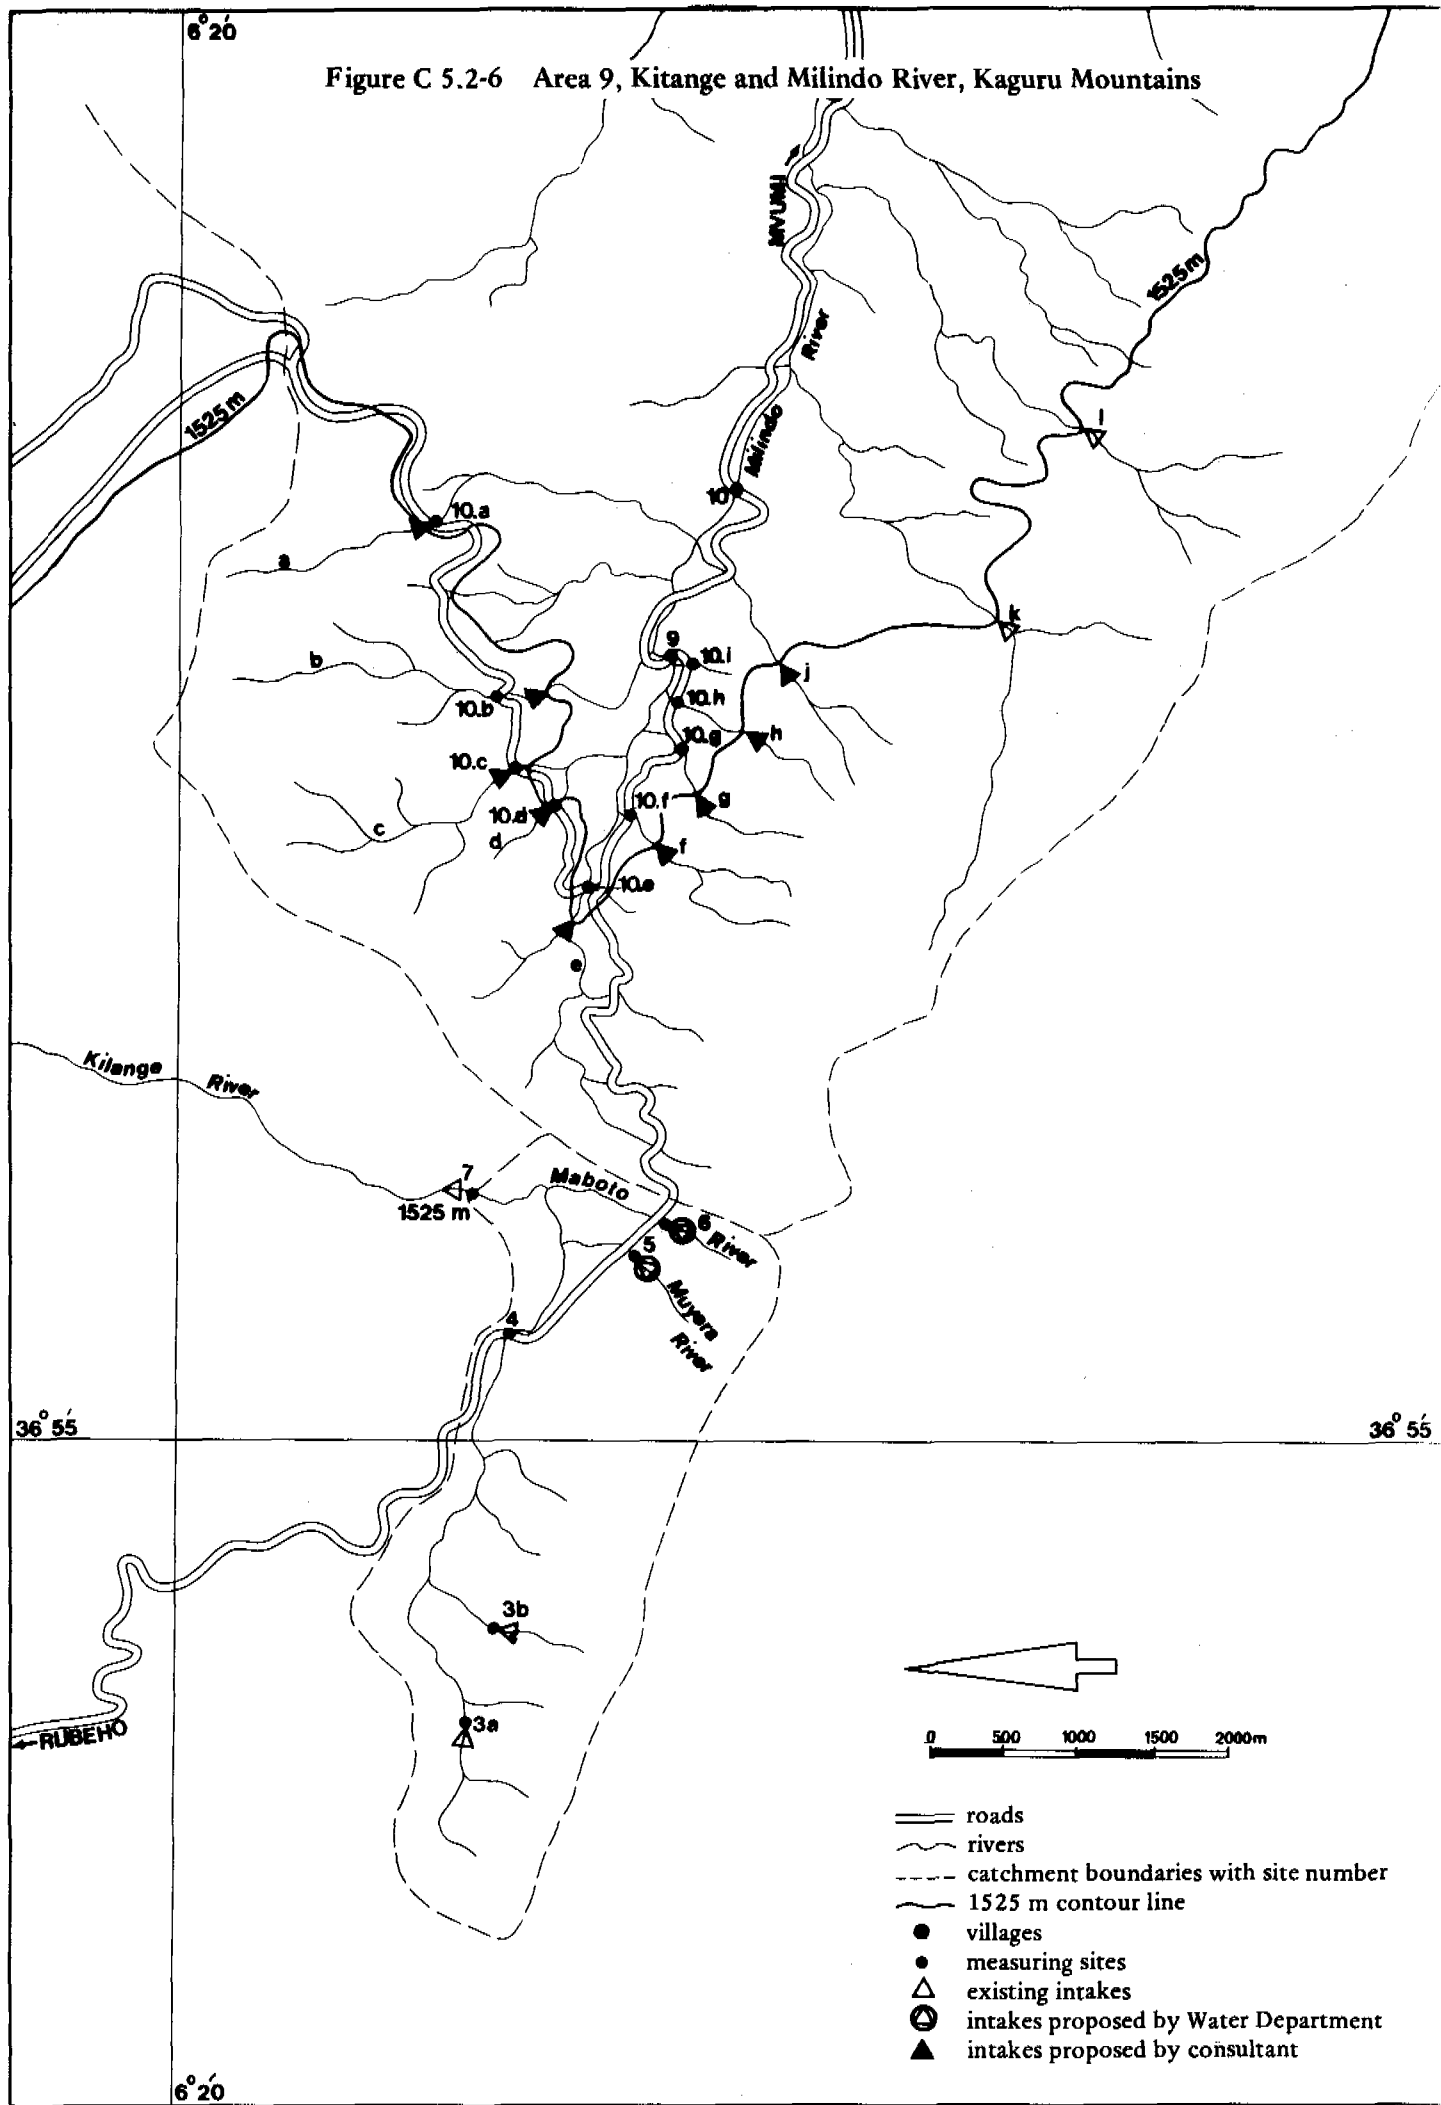 6° 20′
Figure C 5.2-6 Area 9, Kitange and Milindo River, Kaguru Mountains
MVUMI
1525 m
River
1525 m
Milindo
l
10
10.a
a
k
9
10.i
b
j
10.b
10.h
h
10.g
10.c
g
10.d
10.f
c
d
f
10.e
e
Kilange River
7
Maboto
1525 m
6
River
5
Muyera
River
4
36° 55′
36° 55′
3b
3a
RUBEHO
0 500 1000 1500 2000m
roads
rivers
catchment boundaries with site number
1525 m contour line
villages
measuring sites
existing intakes
intakes proposed by Water Department
intakes proposed by consultant
6° 20′